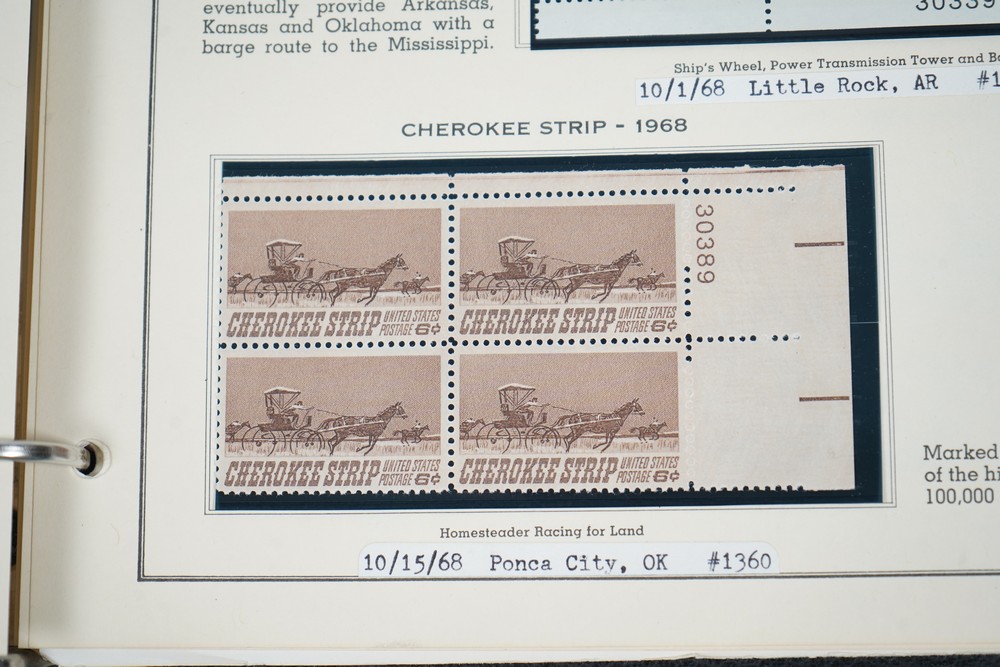 eventually provide Arkansas,
Kansas and Oklahoma with a
barge route to the Mississippi.
30339
Ship's Wheel, Power Transmission Tower and
10/1/68 Little Rock, AR
CHEROKEE STRIP - 1968
30389
CHEROKEE STRIP UNITED STATES POSTAGE 6¢
CHEROKEE STRIP UNITED STATES POSTAGE 6¢
CHEROKEE STRIP UNITED STATES POSTAGE 6¢
CHEROKEE STRIP UNITED STATES POSTAGE 6¢
Homesteader Racing for Land
10/15/68 Ponca City, OK #1360
Marked
of the
100,000